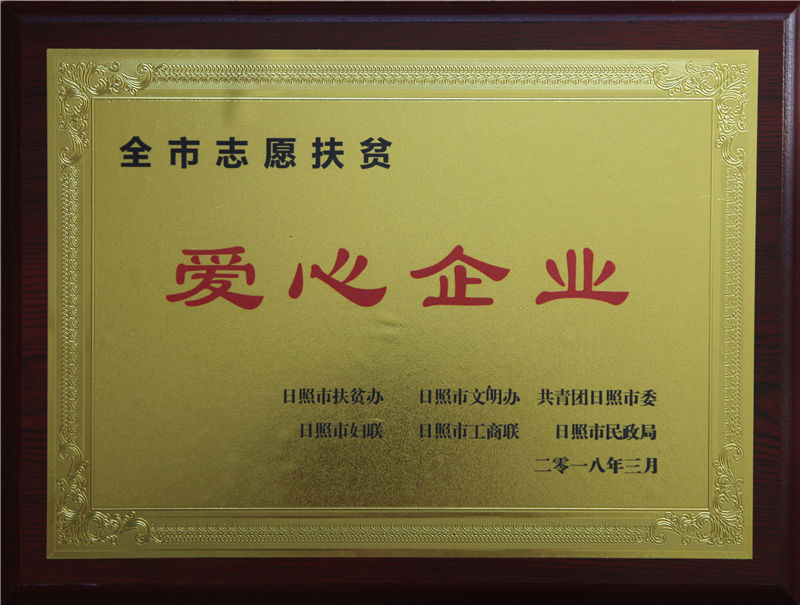 全市志愿扶贫
爱心企业
日照市扶贫办 日照市文明办 共青团日照市委
日照市妇联 日照市工商联 日照市民政局
二零一八年三月